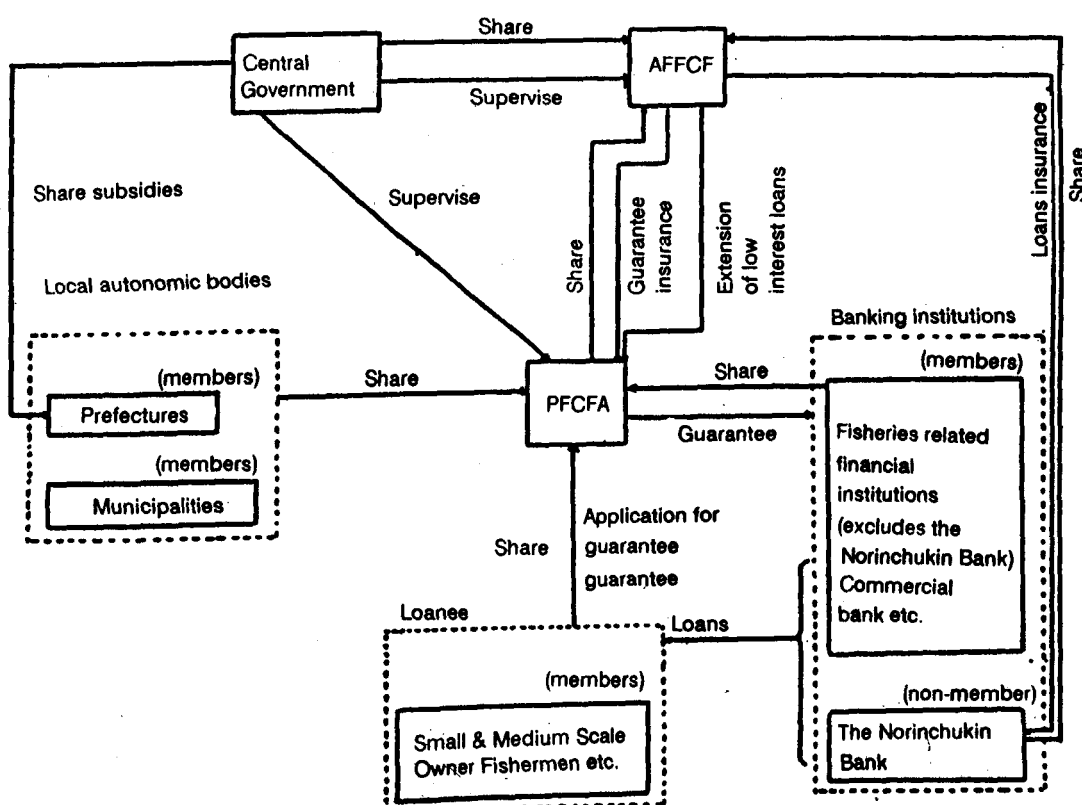 Share
Central
Government
AFFCF
Supervise
Share subsidies
Supervise
Share
Guarantee
insurance
Extension
of low
interest loans
Loans insurance
Share
Local autonomic bodies
Banking institutions
(members)
Prefectures
(members)
Municipalities
Share
PFCFA
Share
Guarantee
(members)
Fisheries related
financial
institutions
(excludes the
Norinchukin Bank)
Commercial
bank etc.
Share
Application for
guarantee
guarantee
Loanee
Loans
(members)
Small & Medium Scale
Owner Fishermen etc.
(non-member)
The Norinchukin
Bank